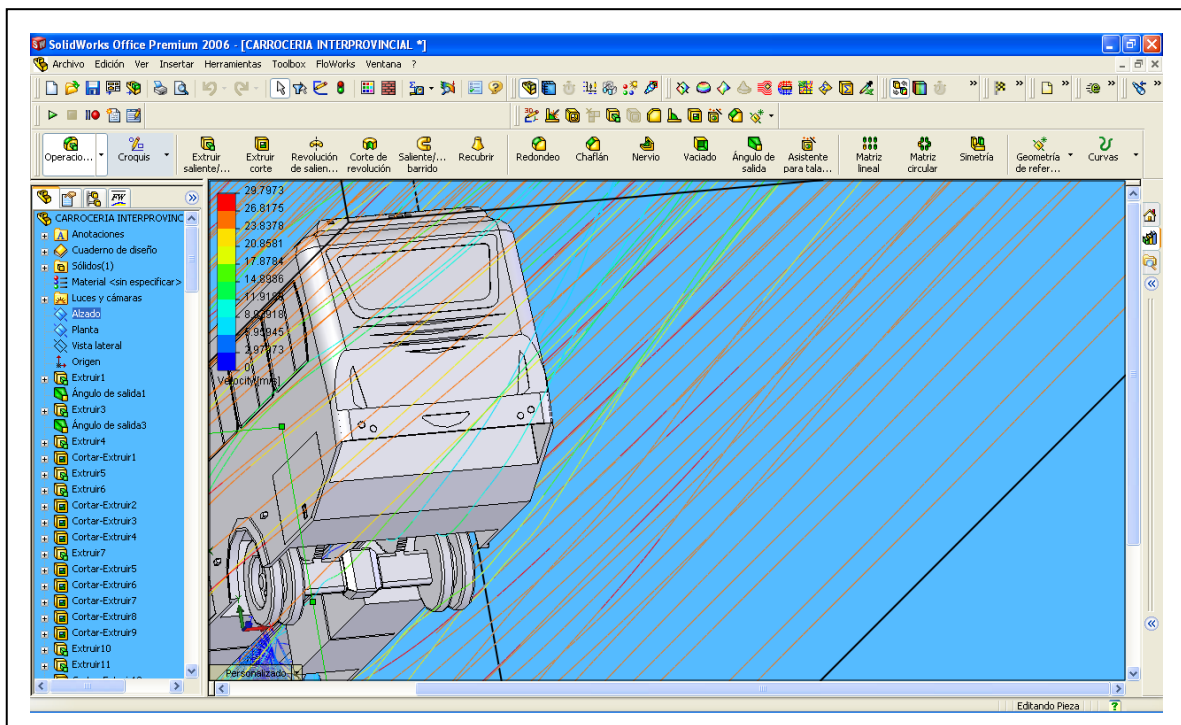 SolidWorks Office Premium 2006 - [CARROCERIA INTERPROVINCIAL *]
Archivo Edición Ver Insertar Herramientas Toolbox FloWorks Ventana ?
Operacio... Croquis Extruir saliente/... Extruir corte Revolución de salien... Corte de revolución Saliente/... barrido Recubrir Redondeo Chaflán Nervio Vaciado Ángulo de salida Asistente para tala... Matriz lineal Matriz circular Simetría Geometría de refer... Curvas
CARROCERIA INTERPROVINC
Anotaciones
Cuaderno de diseño
Sólidos(1)
Material <sin especificar>
Luces y cámaras
Alzado
Planta
Vista lateral
Origen
Extruir1
Ángulo de salida1
Extruir3
Ángulo de salida3
Extruir4
Cortar-Extruir1
Extruir5
Extruir6
Cortar-Extruir2
Cortar-Extruir3
Cortar-Extruir4
Extruir7
Cortar-Extruir5
Cortar-Extruir6
Cortar-Extruir7
Cortar-Extruir8
Cortar-Extruir9
Extruir10
Extruir11
29.7973
26.8175
23.8378
20.8581
17.8784
14.8986
5.95945
2.97973
0
Velocity [m/s]
Personalizado
Editando Pieza